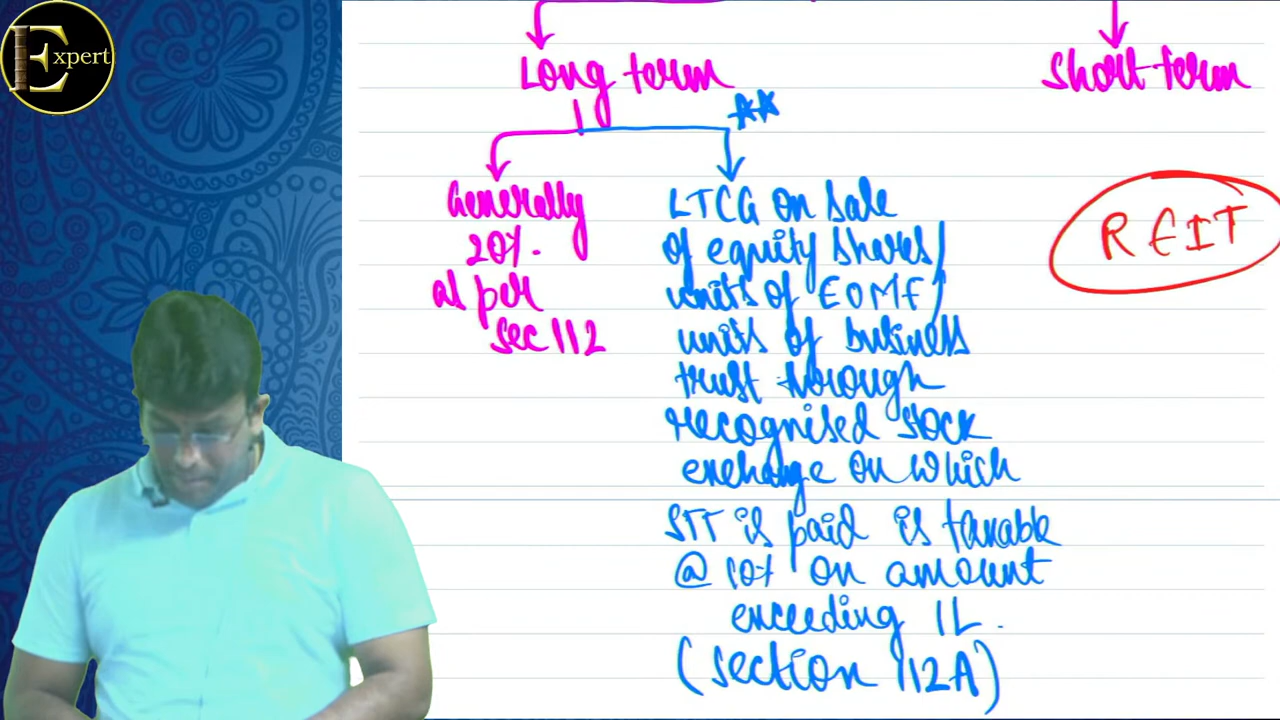 Expert
Long term
Short term
**
Generally
20%.
as per
Sec 112
LTCG on sale
of equity shares/
units of EOMF/
units of business
trust through
recognised stock
exchange on which
STT is paid is taxable
@ 10% on amount
exceeding 1L.
(Section 112A)
REIT